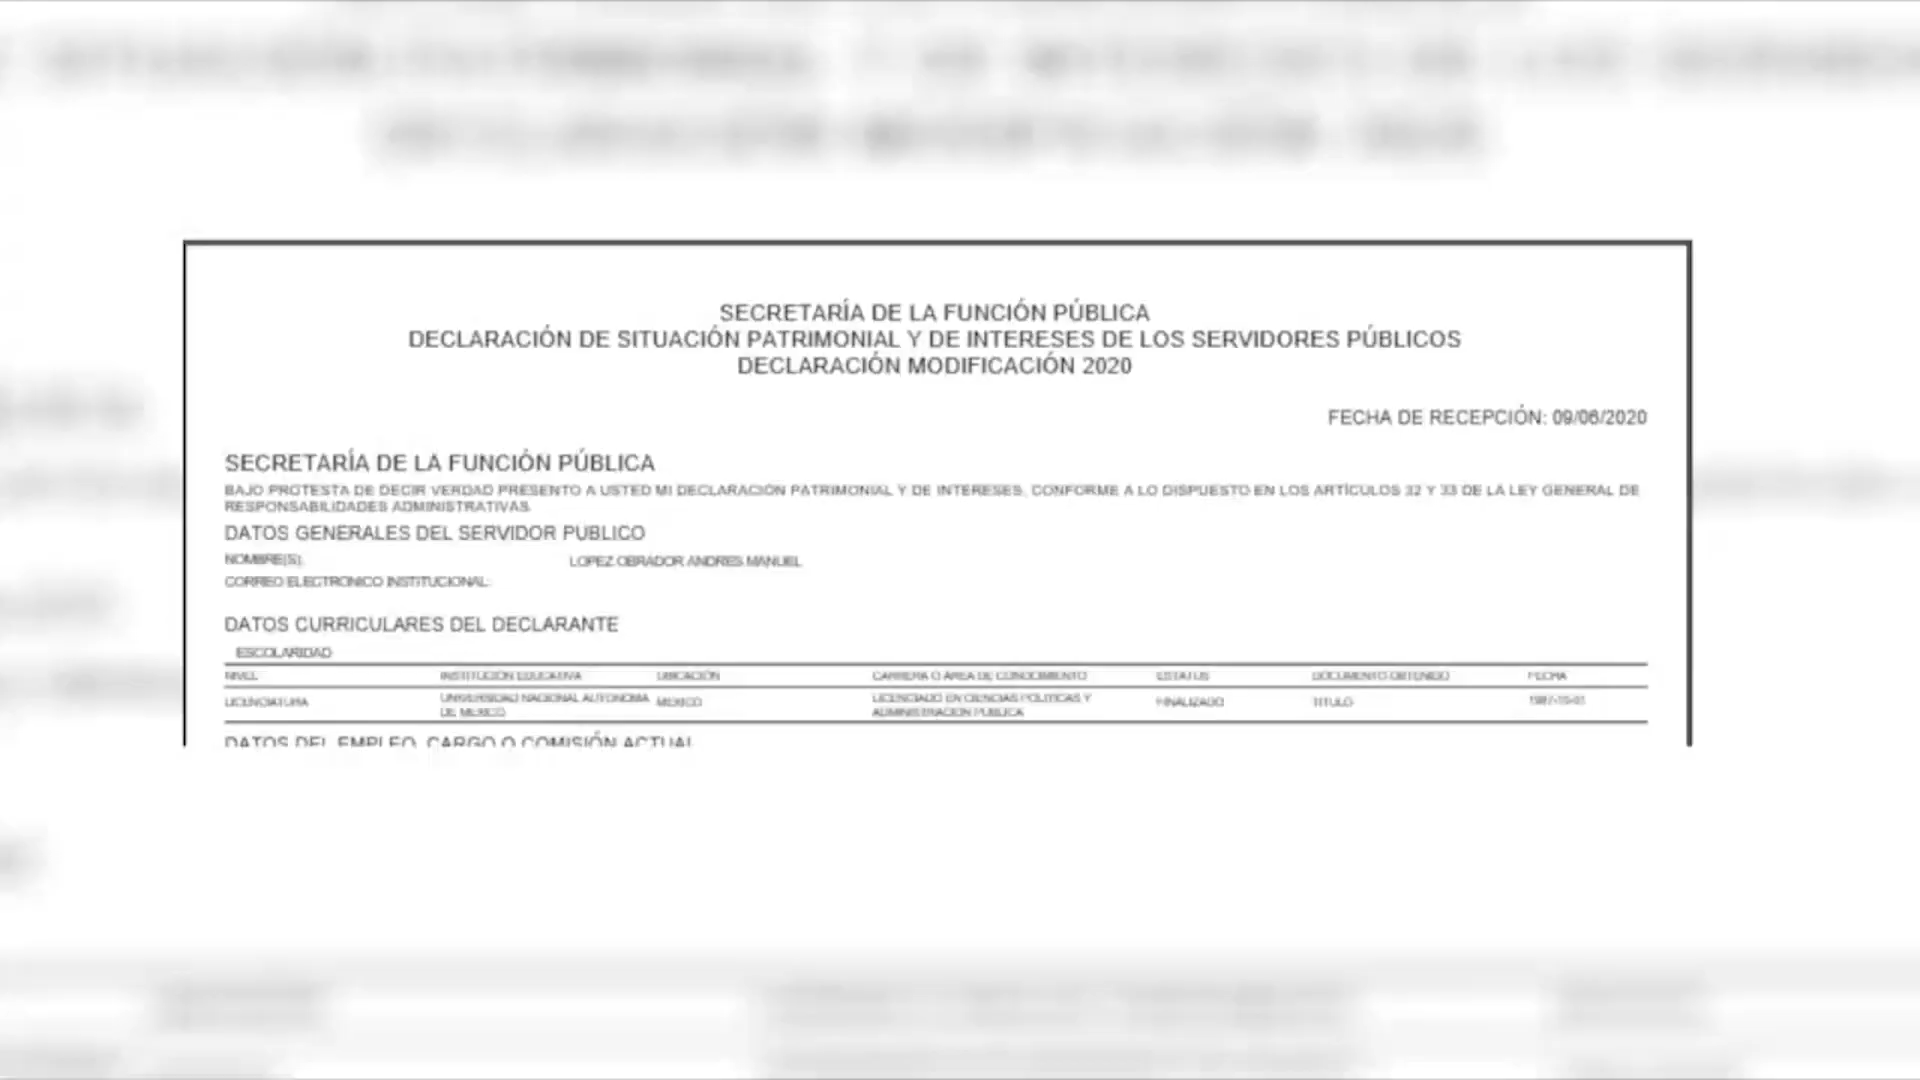 SECRETARÍA DE LA FUNCIÓN PÚBLICA
DECLARACIÓN DE SITUACIÓN PATRIMONIAL Y DE INTERESES DE LOS SERVIDORES PÚBLICOS
DECLARACIÓN MODIFICACIÓN 2020
FECHA DE RECEPCIÓN: 09/06/2020
SECRETARÍA DE LA FUNCIÓN PÚBLICA
BAJO PROTESTA DE DECIR VERDAD PRESENTO A USTED MI DECLARACIÓN PATRIMONIAL Y DE INTERESES, CONFORME A LO DISPUESTO EN LOS ARTÍCULOS 32 Y 33 DE LA LEY GENERAL DE
RESPONSABILIDADES ADMINISTRATIVAS.
DATOS GENERALES DEL SERVIDOR PÚBLICO
NOMBRE(S): LOPEZ OBRADOR ANDRES MANUEL
CORREO ELECTRÓNICO INSTITUCIONAL:
DATOS CURRICULARES DEL DECLARANTE
ESCOLARIDAD
NIVEL INSTITUCIÓN EDUCATIVA UBICACIÓN CARRERA O ÁREA DE CONOCIMIENTO ESTATUS DOCUMENTO OBTENIDO FECHA
LICENCIATURA UNIVERSIDAD NACIONAL AUTONOMA MEXICO LICENCIADO EN CIENCIAS POLITICAS Y FINALIZADO TITULO
DE MEXICO ADMINISTRACION PUBLICA
DATOS DEL EMPLEO, CARGO O COMISIÓN ACTUAL